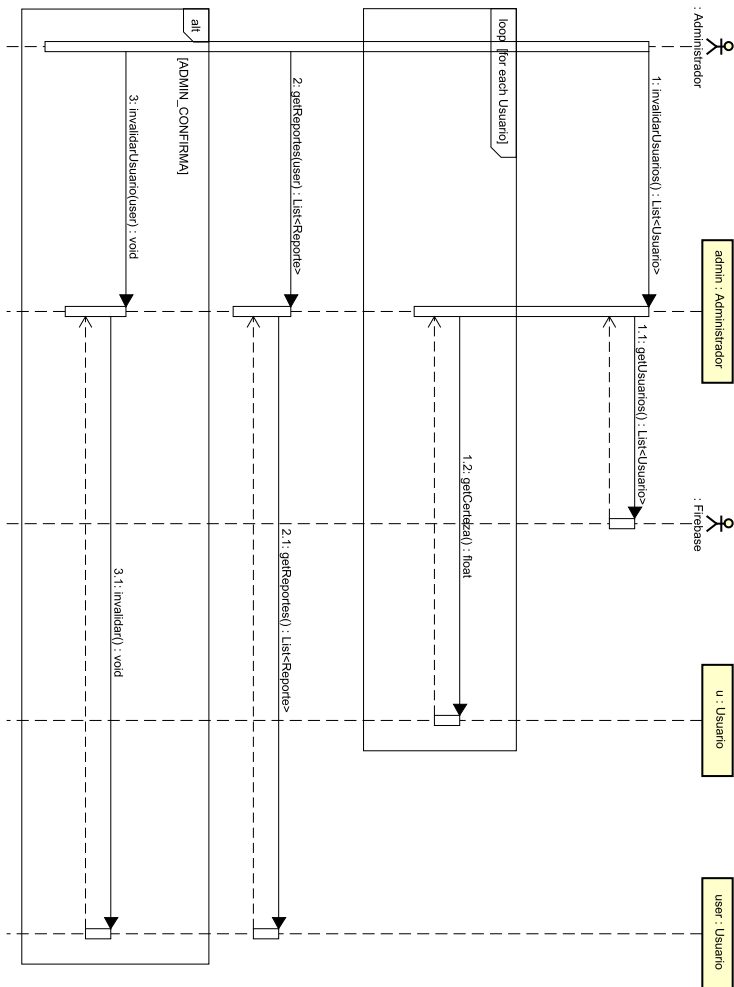 : Administrador
admin : Administrador
: Firebase
u : Usuario
user : Usuario
1: invalidarUsuarios() : List<Usuario>
1.1: getUsuarios() : List<Usuario>
loop
[for each Usuario]
1.2: getCerteza() : float
2: getReportes(user) : List<Reporte>
2.1: getReportes() : List<Reporte>
alt
[ADMIN_CONFIRMA]
3: invalidarUsuario(user) : void
3.1: invalidar() : void